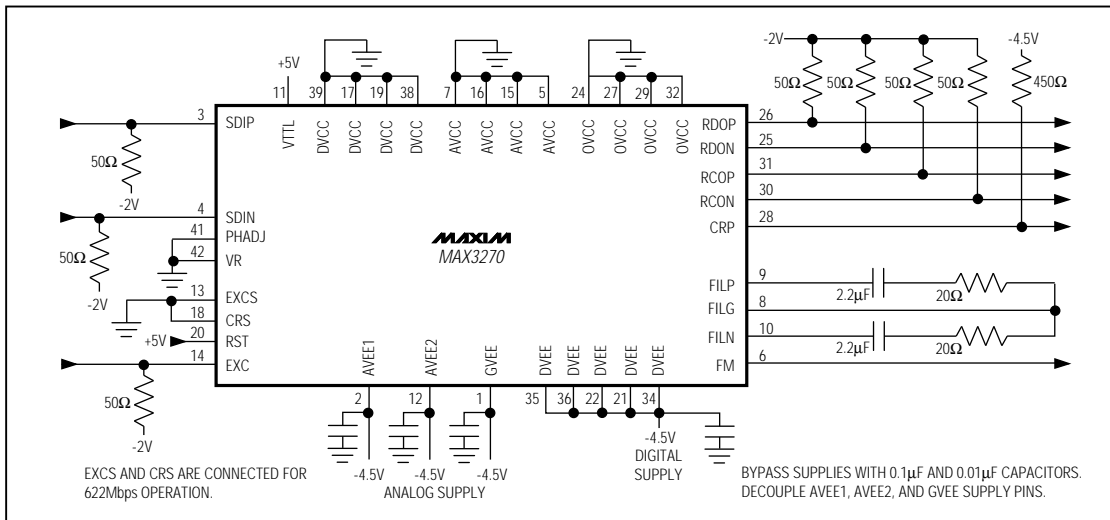 -2V
-4.5V
+5V
50Ω
50Ω
50Ω
50Ω
450Ω
11
39
17
19
38
7
16
15
5
24
27
29
32
VTTL
DVCC
DVCC
DVCC
DVCC
AVCC
AVCC
AVCC
AVCC
OVCC
OVCC
OVCC
OVCC
3
SDIP
50Ω
-2V
4
SDIN
50Ω
-2V
41
PHADJ
42
VR
13
EXCS
18
CRS
+5V
20
RST
14
EXC
50Ω
-2V
MAXIM
MAX3270
RDOP
26
RDON
25
RCOP
31
RCON
30
CRP
28
FILP
9
2.2µF
20Ω
FILG
8
FILN
10
2.2µF
20Ω
FM
6
AVEE1
AVEE2
GVEE
DVEE
DVEE
DVEE
DVEE
DVEE
2
12
1
35
36
22
21
34
-4.5V
-4.5V
-4.5V
ANALOG SUPPLY
-4.5V
DIGITAL
SUPPLY
EXCS AND CRS ARE CONNECTED FOR
622Mbps OPERATION.
BYPASS SUPPLIES WITH 0.1µF AND 0.01µF CAPACITORS.
DECOUPLE AVEE1, AVEE2, AND GVEE SUPPLY PINS.